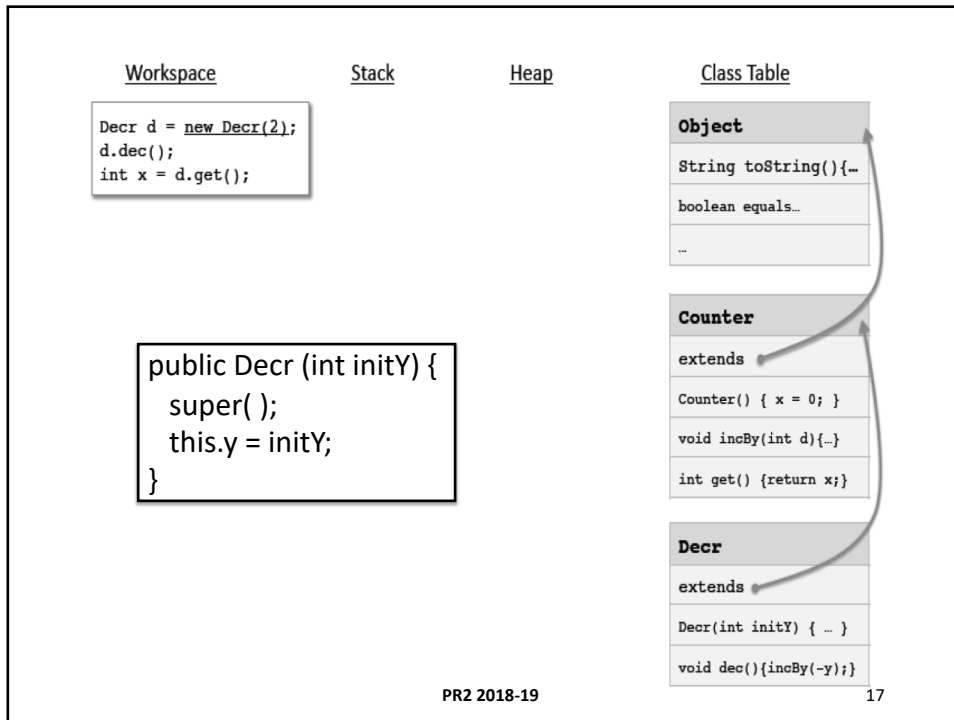 Workspace
Stack
Heap
Class Table
Decr d = new Decr(2);
d.dec();
int x = d.get();
public Decr (int initY) {
super( );
this.y = initY;
}
Object
String toString(){…
boolean equals…
…
Counter
extends
Counter() { x = 0; }
void incBy(int d){…}
int get() {return x;}
Decr
extends
Decr(int initY) { … }
void dec(){incBy(-y);}
PR2 2018-19
17